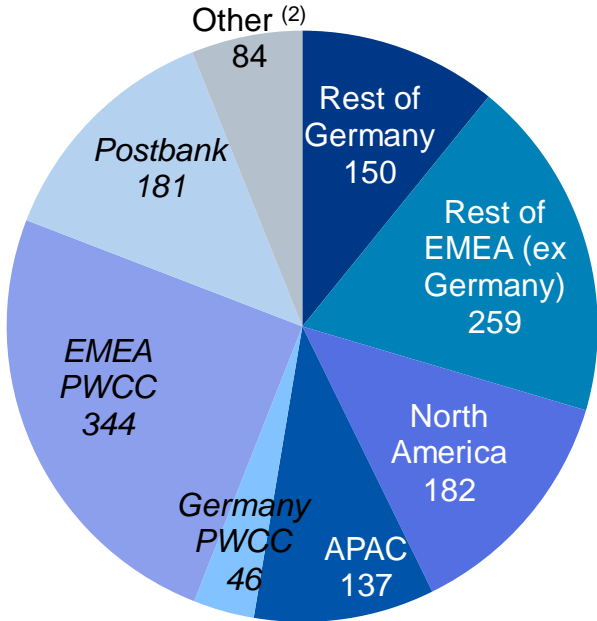 Other (2)
84
Rest of
Germany
150
Rest of
EMEA (ex
Germany)
259
North
America
182
APAC
137
Germany
PWCC
46
EMEA
PWCC
344
Postbank
181